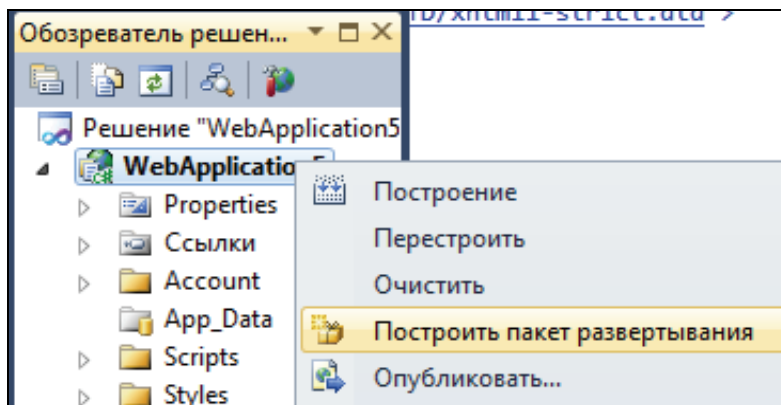 TD/xhtml1-strict.dtd" >
Обозреватель решен...
Решение "WebApplication5
WebApplication5
Properties
Построение
Ссылки
Перестроить
Account
Очистить
App_Data
Построить пакет развертывания
Scripts
Опубликовать...
Styles